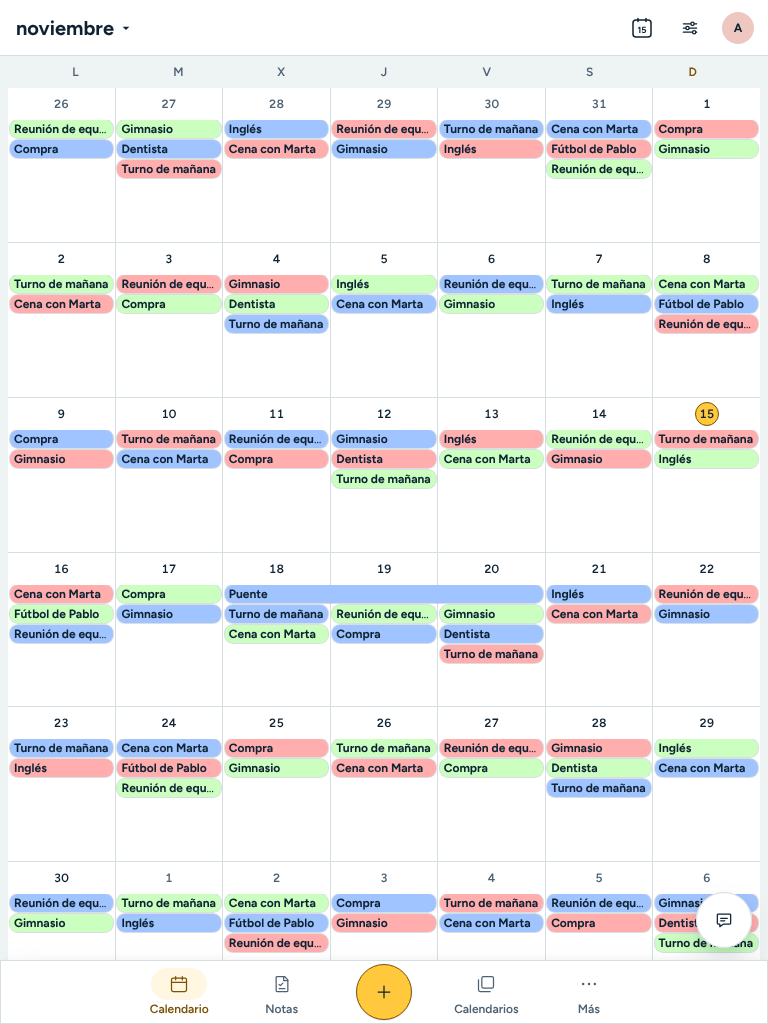 noviembre
15
A
L M X J V S D
26 27 28 29 30 31 1
Reunión de equ... Gimnasio Inglés Reunión de equ... Turno de mañana Cena con Marta Compra
Compra Dentista Cena con Marta Gimnasio Inglés Fútbol de Pablo Gimnasio
Turno de mañana Reunión de equ...
2 3 4 5 6 7 8
Turno de mañana Reunión de equ... Gimnasio Inglés Reunión de equ... Turno de mañana Cena con Marta
Cena con Marta Compra Dentista Cena con Marta Gimnasio Inglés Fútbol de Pablo
Turno de mañana Reunión de equ...
9 10 11 12 13 14 15
Compra Turno de mañana Reunión de equ... Gimnasio Inglés Reunión de equ... Turno de mañana
Gimnasio Cena con Marta Compra Dentista Cena con Marta Gimnasio Inglés
Turno de mañana
16 17 18 19 20 21 22
Cena con Marta Compra Puente Inglés Reunión de equ...
Fútbol de Pablo Gimnasio Turno de mañana Reunión de equ... Gimnasio Cena con Marta Gimnasio
Reunión de equ... Cena con Marta Compra Dentista
Turno de mañana
23 24 25 26 27 28 29
Turno de mañana Cena con Marta Compra Turno de mañana Reunión de equ... Gimnasio Inglés
Inglés Fútbol de Pablo Gimnasio Cena con Marta Compra Dentista Cena con Marta
Reunión de equ... Turno de mañana
30 1 2 3 4 5 6
Reunión de equ... Turno de mañana Cena con Marta Compra Turno de mañana Reunión de equ...
Gimnasio Inglés Fútbol de Pablo Gimnasio Cena con Marta Compra
Reunión de equ... Turno de
Calendario Notas Calendarios Más